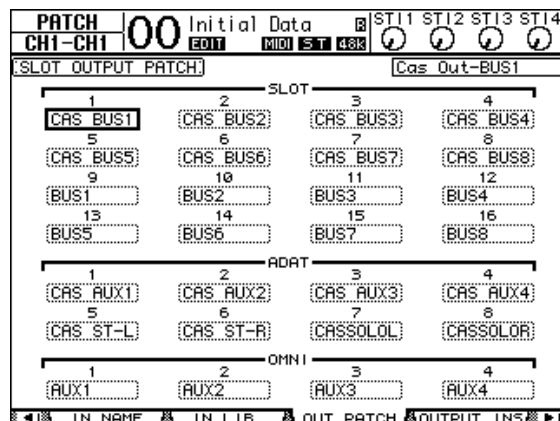 PATCH 00 Initial Data R ST11 ST12 ST13 ST14
CH1-CH1 EDIT MIDI ST 48k
SLOT OUTPUT PATCH Cas Out-BUS1
SLOT
1 2 3 4
CAS BUS1 CAS BUS2 CAS BUS3 CAS BUS4
5 6 7 8
CAS BUS5 CAS BUS6 CAS BUS7 CAS BUS8
9 10 11 12
BUS1 BUS2 BUS3 BUS4
13 14 15 16
BUS5 BUS6 BUS7 BUS8
ADAT
1 2 3 4
CAS AUX1 CAS AUX2 CAS AUX3 CAS AUX4
5 6 7 8
CAS ST-L CAS ST-R CASSOLOL CASSOLOR
OMNI
1 2 3 4
AUX1 AUX2 AUX3 AUX4
IN NAME IN LIB OUT PATCH OUTPUT INS